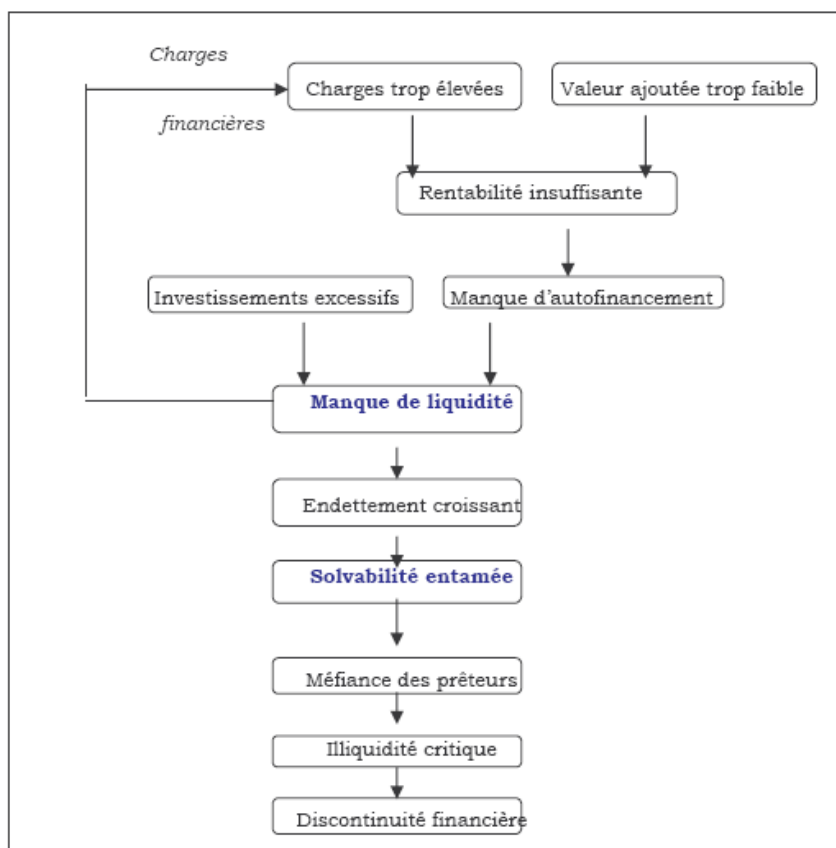 Charges
Charges trop élevées
Valeur ajoutée trop faible
financières
Rentabilité insuffisante
Investissements excessifs
Manque d'autofinancement
Manque de liquidité
Endettement croissant
Solvabilité entamée
Méfiance des prêteurs
Illiquidité critique
Discontinuité financière